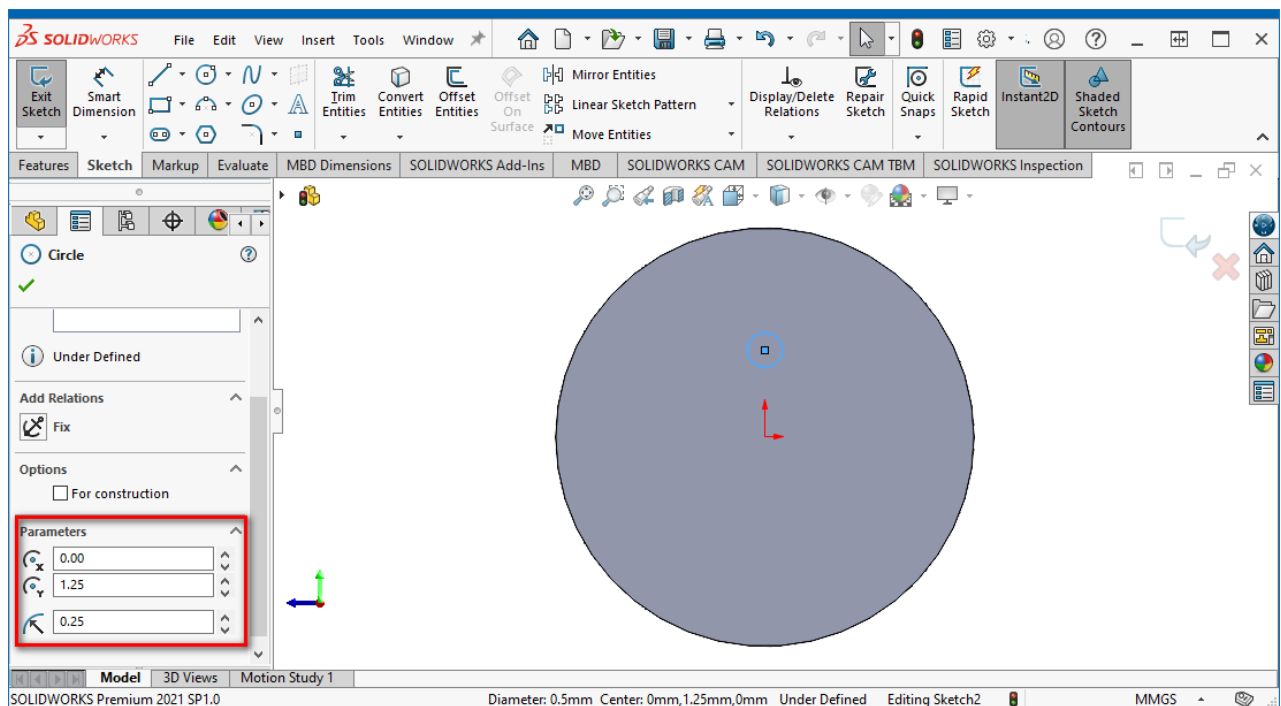 SOLIDWORKS File Edit View Insert Tools Window
Exit Sketch
Smart Dimension
Trim Entities
Convert Entities
Offset Entities
Offset On Surface
Mirror Entities
Linear Sketch Pattern
Move Entities
Display/Delete Relations
Repair Sketch
Quick Snaps
Rapid Sketch
Instant2D
Shaded Sketch Contours
Features Sketch Markup Evaluate MBD Dimensions SOLIDWORKS Add-Ins MBD SOLIDWORKS CAM SOLIDWORKS CAM TBM SOLIDWORKS Inspection
Circle
Under Defined
Add Relations
Fix
Options
For construction
Parameters
0.00
1.25
0.25
Model 3D Views Motion Study 1
SOLIDWORKS Premium 2021 SP1.0 Diameter: 0.5mm Center: 0mm,1.25mm,0mm Under Defined Editing Sketch2 MMGS